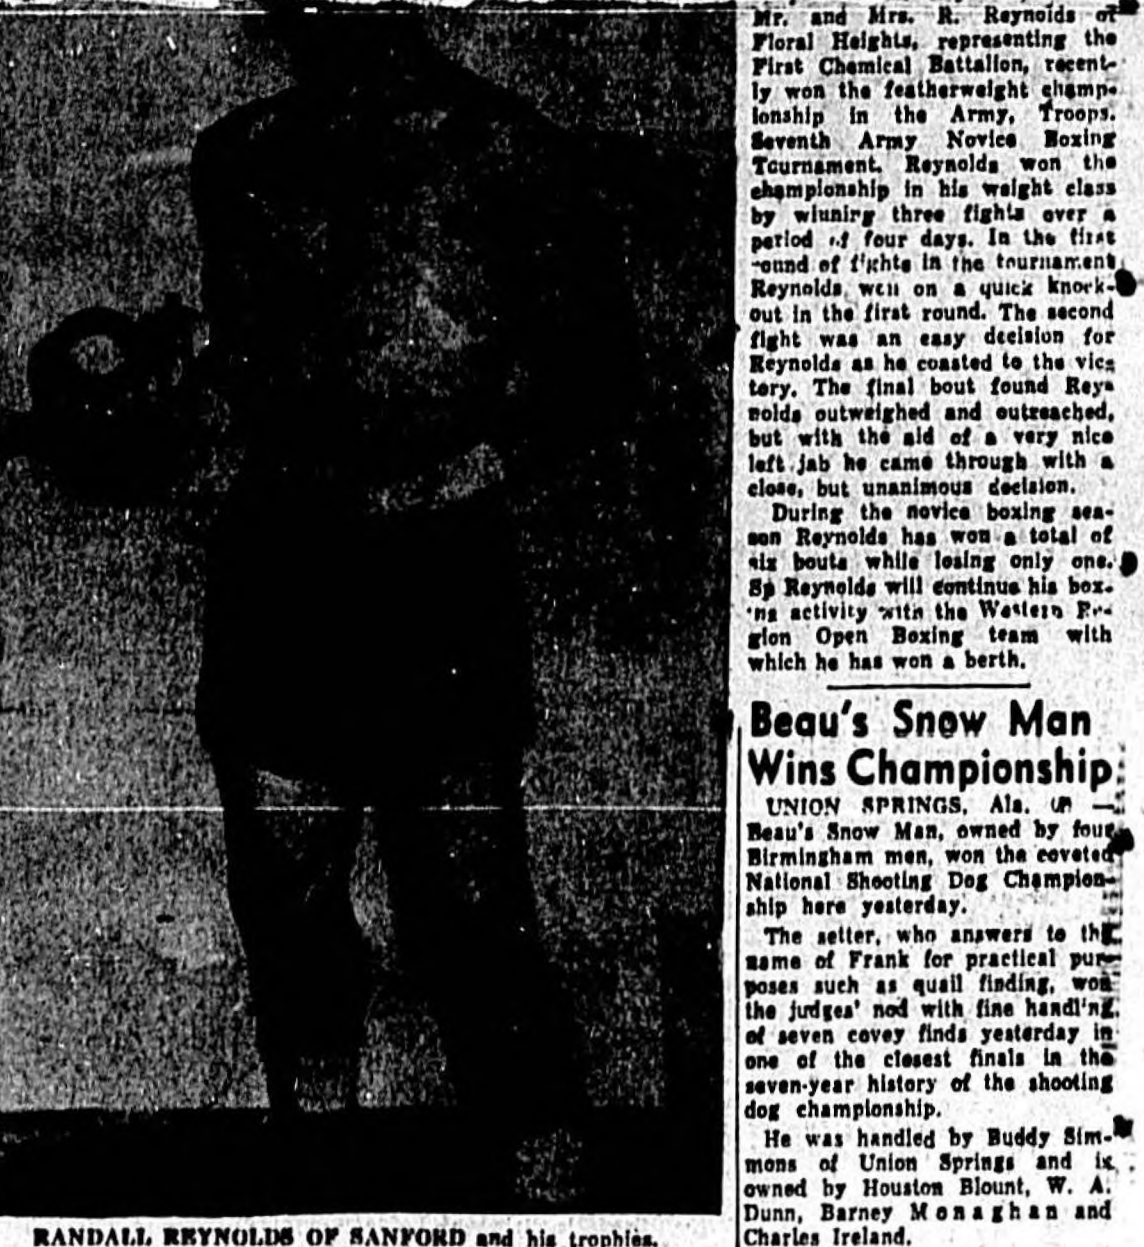 Mr. and Mrs. R. Reynolds of
Floral Heights, representing the
First Chemical Battalion, recent-
ly won the featherweight champ-
ionship in the Army, Troops.
Seventh Army Novice Boxing
Tournament. Reynolds won the
championship in his weight class
by winnirg three fights over a
period of four days. In the first
round of fights in the tournament
Reynolds won on a quick knock-
out in the first round. The second
fight was an easy decision for
Reynolds as he coasted to the vic-
tory. The final bout found Rey-
nolds outweighed and outreached,
but with the aid of a very nice
left jab he came through with a
close, but unanimous decision.
During the novice boxing sea-
son Reynolds has won a total of
six bouts while losing only one.
Sp Reynolds will continue his box-
ing activity with the Western Re-
gion Open Boxing team with
which he has won a berth.
Beau's Snow Man
Wins Championship
UNION SPRINGS, Ala. —
Beau's Snow Man, owned by four
Birmingham men, won the coveted
National Shooting Dog Champion-
ship here yesterday.
The setter, who answers to the
name of Frank for practical pur-
poses such as quail finding, won
the judges' nod with fine handl'ng
of seven covey finds yesterday in
one of the closest finals in the
seven-year history of the shooting
dog championship.
He was handled by Buddy Sim-
mons of Union Springs and is
owned by Houston Blount, W. A.
Dunn, Barney Monaghan and
Charles Ireland.
RANDALL REYNOLDS OF SANFORD and his trophies.